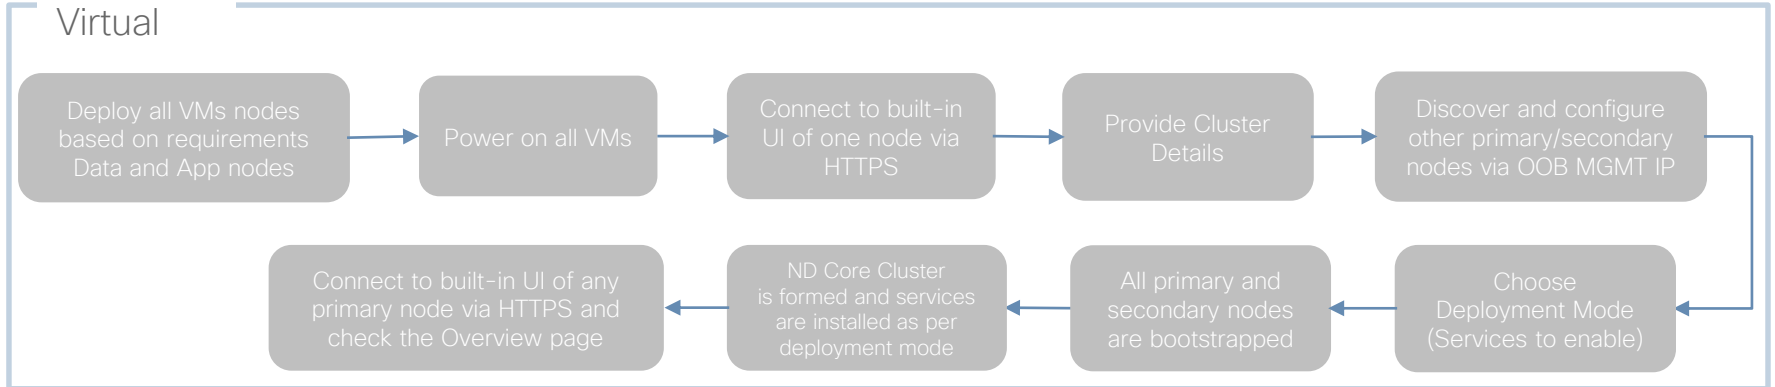 Virtual
Deploy all VMs nodes
based on requirements
Data and App nodes
Power on all VMs
Connect to built-in
UI of one node via
HTTPS
Provide Cluster
Details
Discover and configure
other primary/secondary
nodes via OOB MGMT IP
Choose
Deployment Mode
(Services to enable)
All primary and
secondary nodes
are bootstrapped
ND Core Cluster
is formed and services
are installed as per
deployment mode
Connect to built-in UI of any
primary node via HTTPS and
check the Overview page